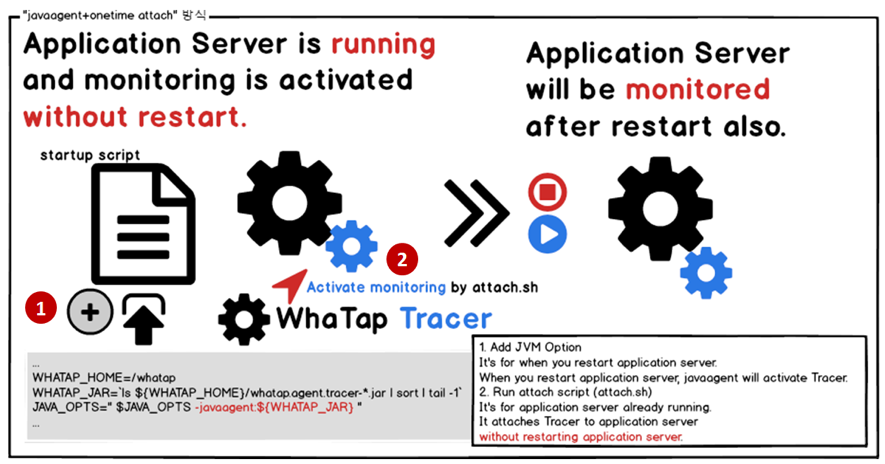 "javaagent+onetime attach" 방식
Application Server is running
and monitoring is activated
without restart.
Application Server
will be monitored
after restart also.
startup script
1
2
Activate monitoring by attach.sh
WhaTap Tracer
...
WHATAP_HOME=/whatap
WHATAP_JAR=`ls ${WHATAP_HOME}/whatap.agent.tracer-*.jar | sort | tail -1`
JAVA_OPTS=" $JAVA_OPTS -javaagent:${WHATAP_JAR} "
...
1. Add JVM Option
It's for when you restart application server.
When you restart application server, javaagent will activate Tracer.
2. Run attach script (attach.sh)
It's for application server already running.
It attaches Tracer to application server
without restarting application server.